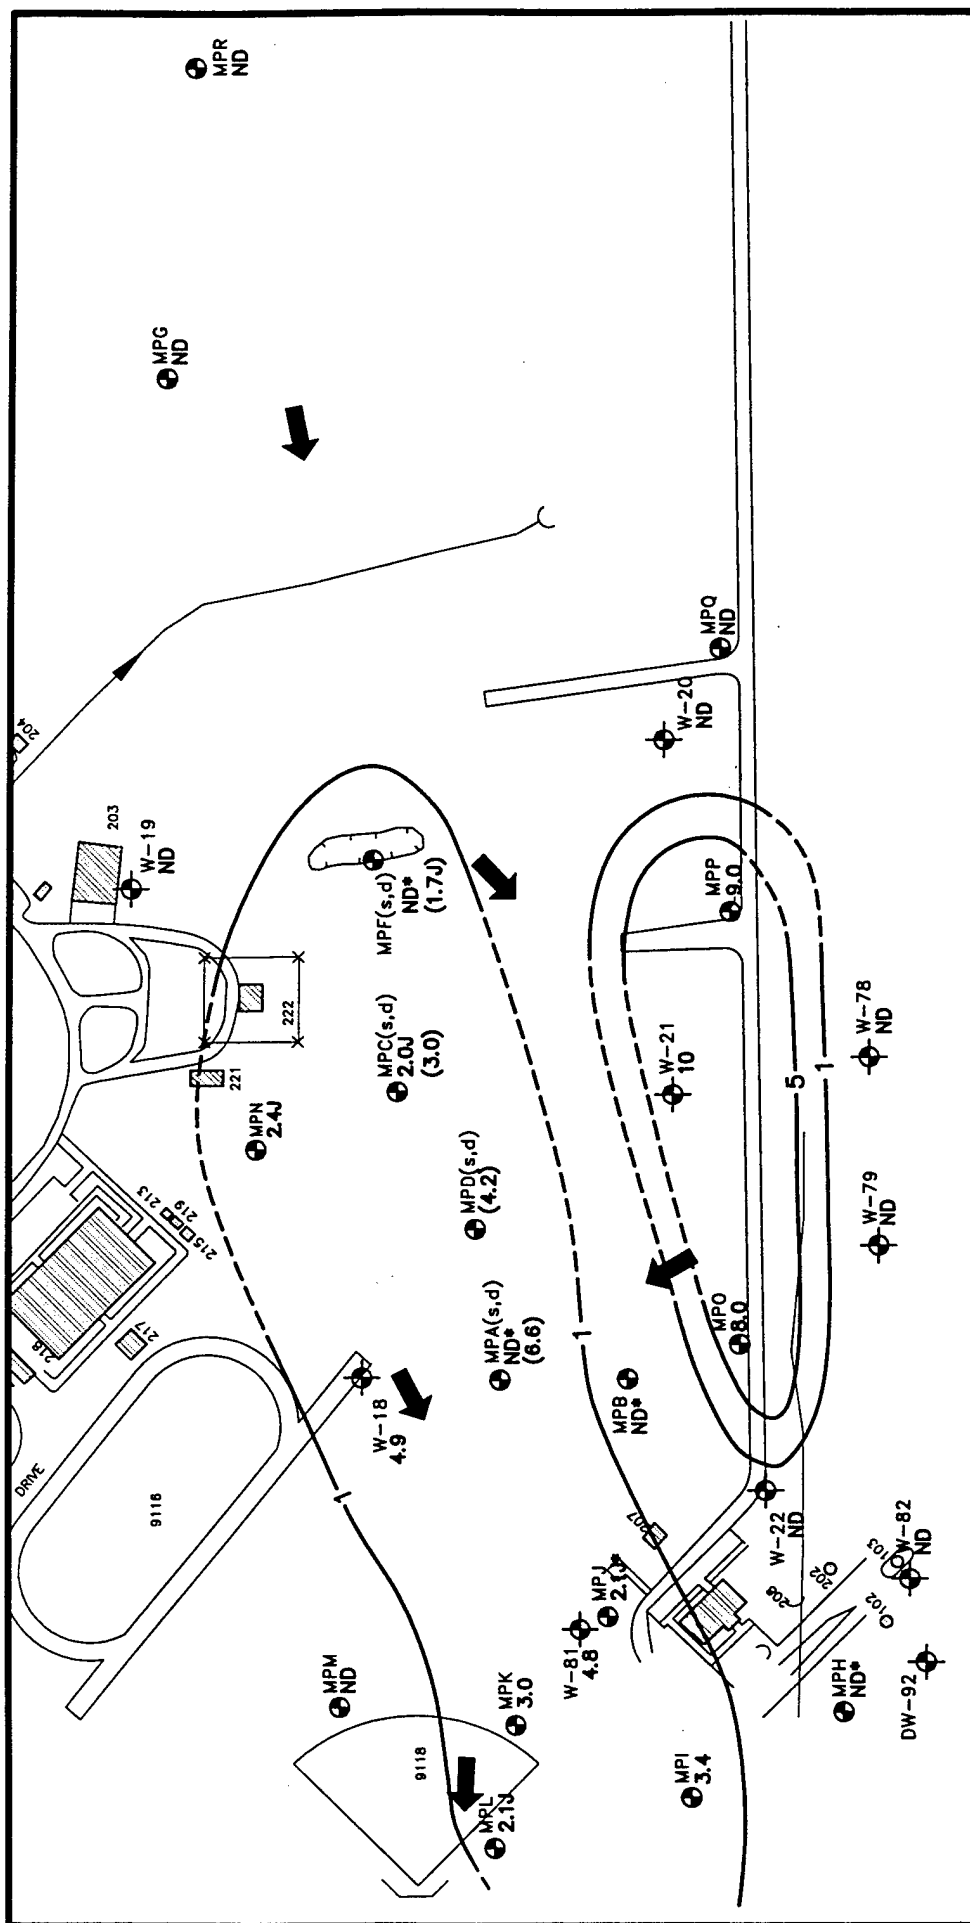 MPR
ND
MPG
ND
204
MPQ
ND
W-20
ND
203
W-19
ND
MPF(s,d)
ND*
(1.7J)
MPP
9.0
222
221
MPC(s,d)
2.0J
(3.0)
MPN
2.4J
W-21
10
W-78
ND
5
1
MPD(s,d)
(4.2)
213
219
215
W-79
ND
218
217
MPA(s,d)
ND*
(6.6)
1
MPO
8.0
MPB
ND*
W-18
4.9
DRIVE
9116
1
207
W-22
ND
W-82
ND
103
202
208
102
MPJ
2.1J*
W-81
4.8
MPM
ND
MPK
3.0
MPH
ND*
DW-92
9118
MPI
3.4
MPL
2.1J